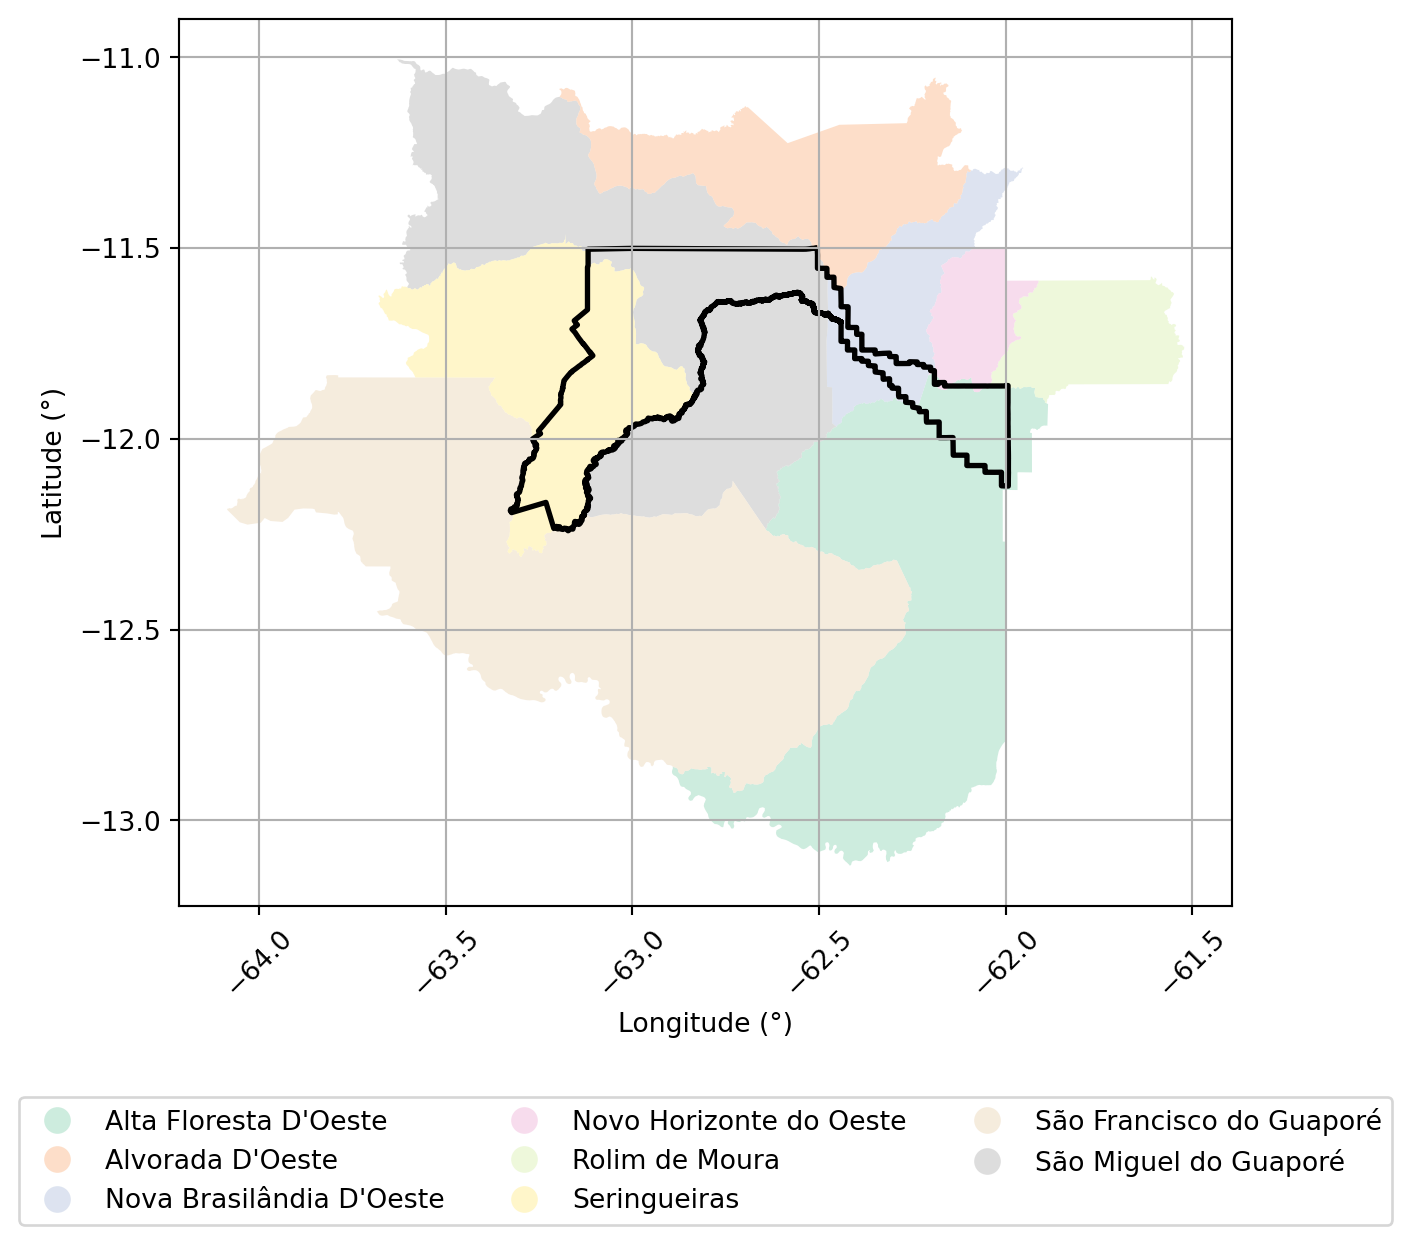 −11.0
−11.5
−12.0
−12.5
−13.0
Latitude (°)
−64.0
−63.5
−63.0
−62.5
−62.0
−61.5
Longitude (°)
Alta Floresta D'Oeste
Alvorada D'Oeste
Nova Brasilândia D'Oeste
Novo Horizonte do Oeste
Rolim de Moura
Seringueiras
São Francisco do Guaporé
São Miguel do Guaporé